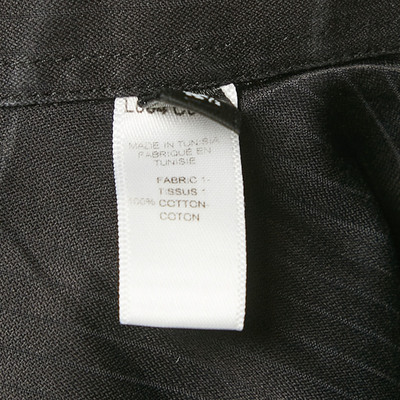 MADE IN TUNISIA
FABRIQUÉ EN
TUNISIE
FABRIC 1-
TISSUS 1
100% COTTON-
COTON